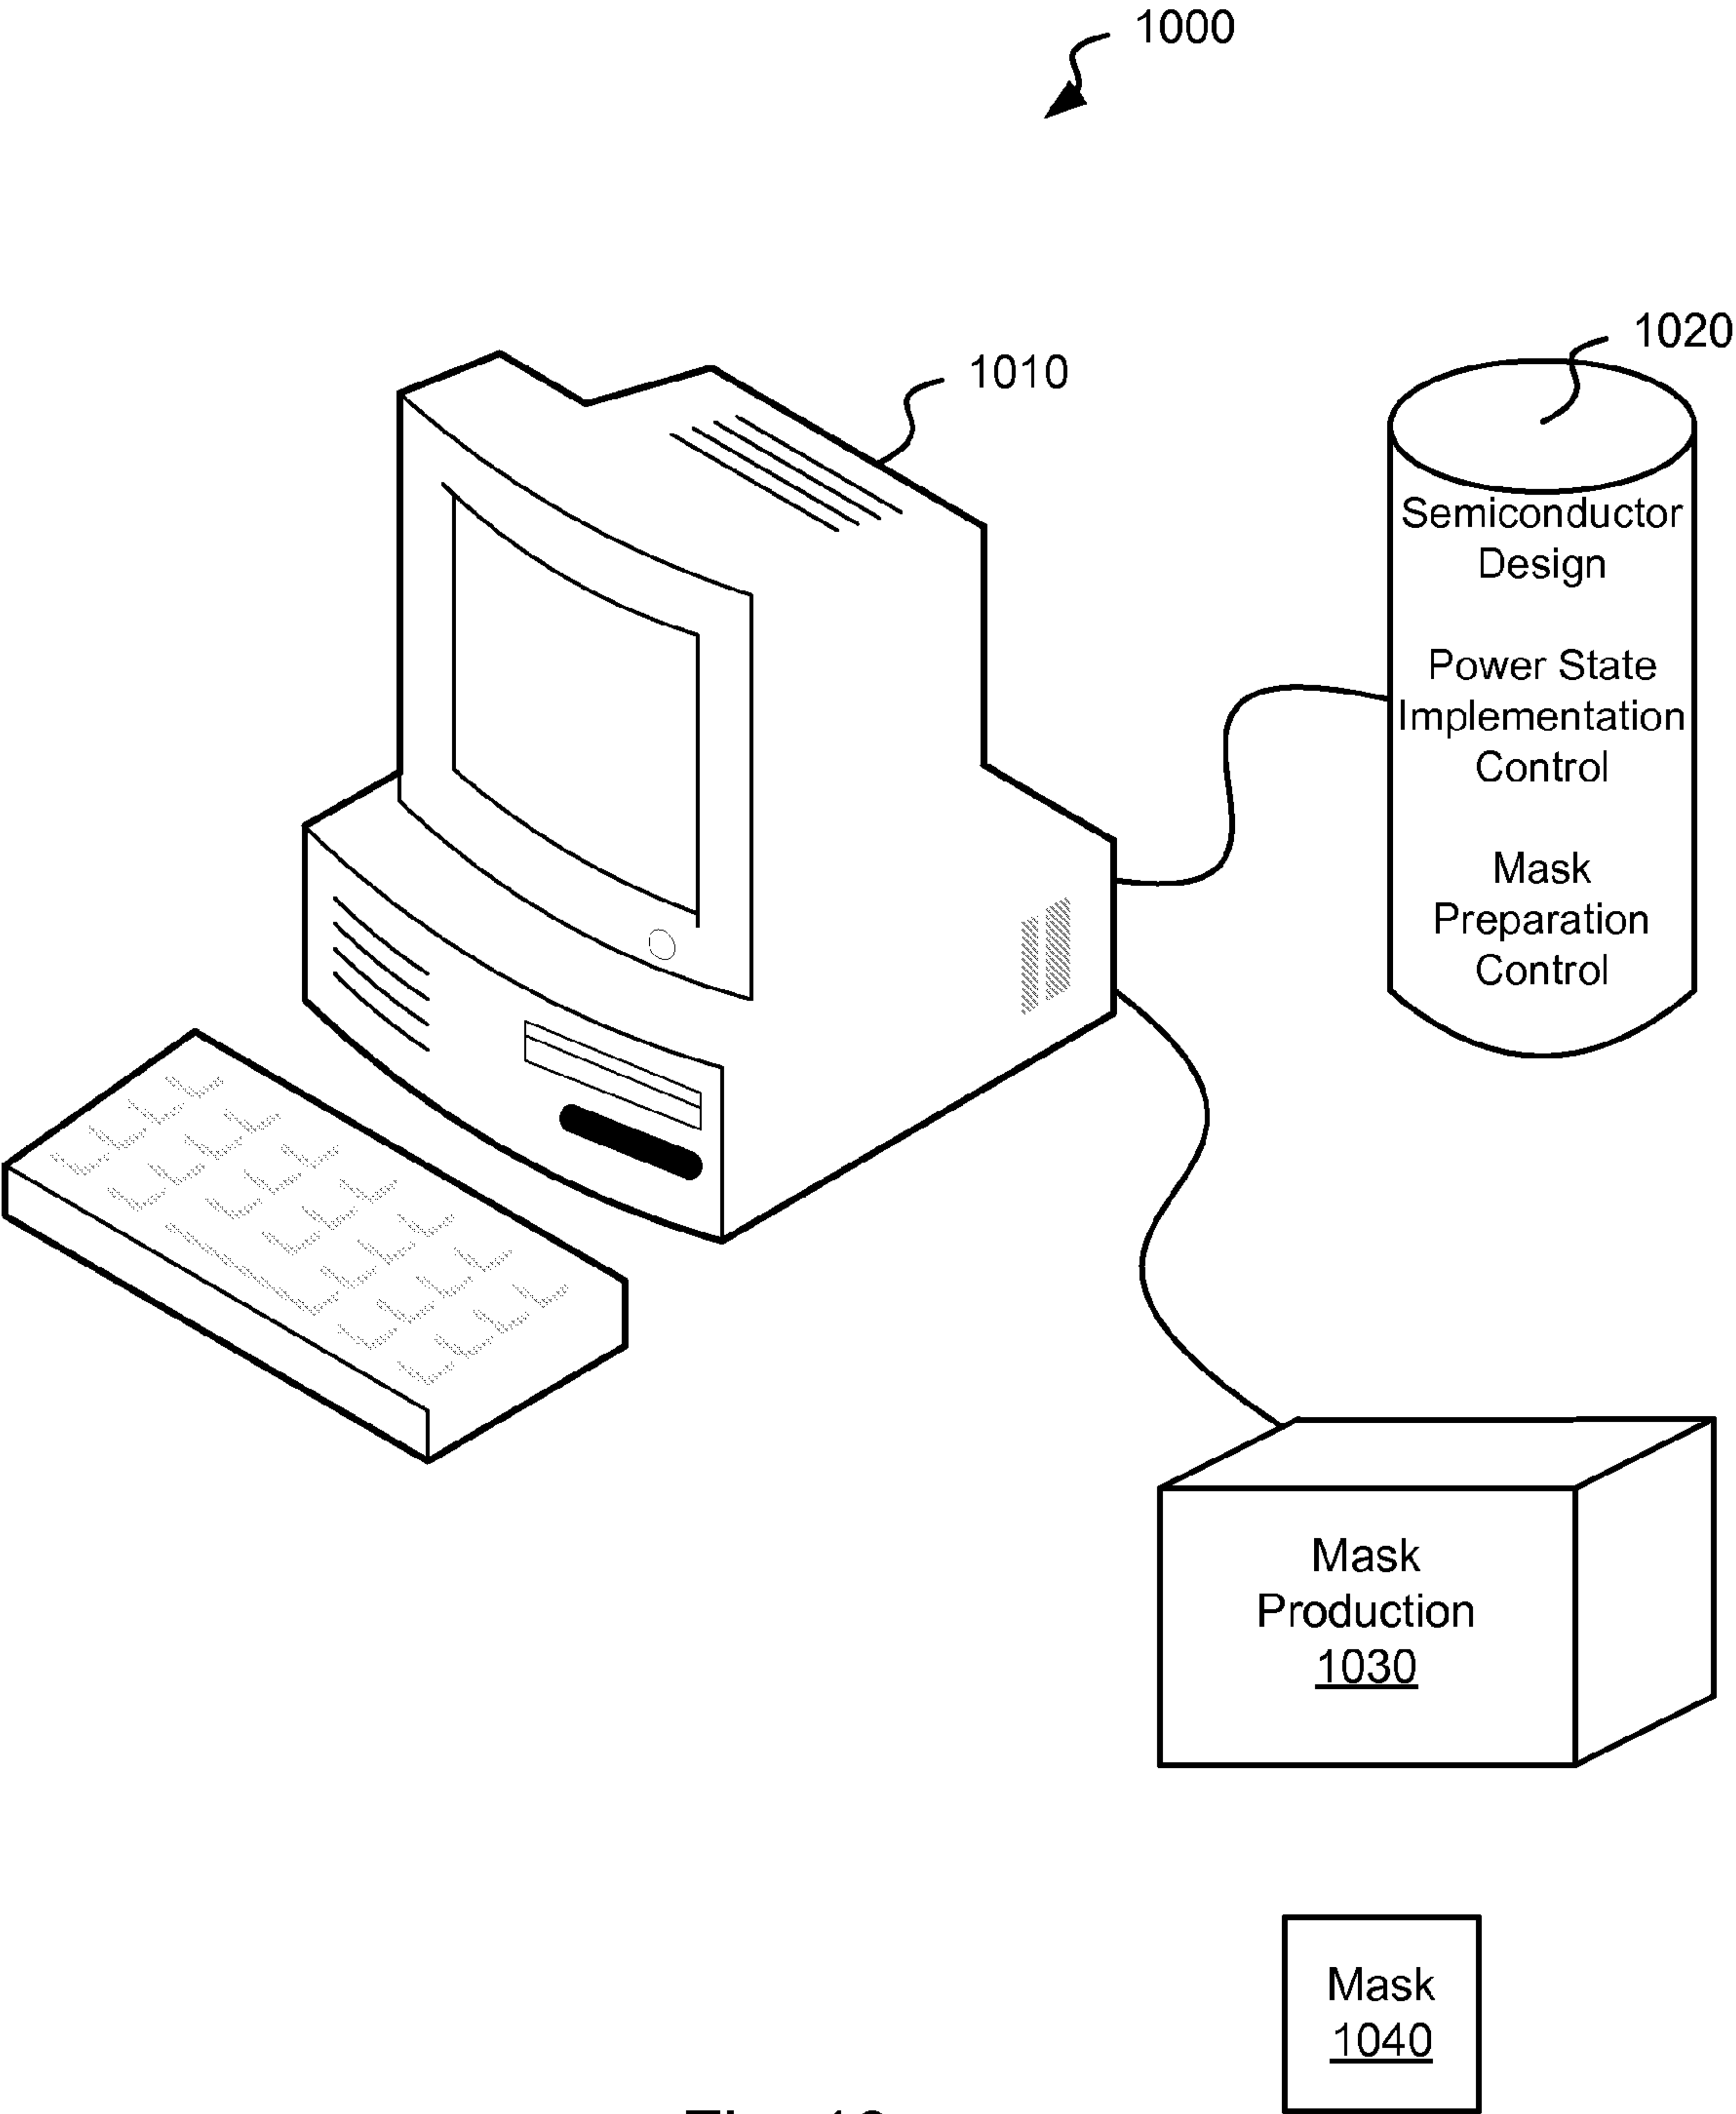 1000
1020
1010
Semiconductor
Design
Power State
Implementation
Control
Mask
Preparation
Control
Mask
Production
1030
Mask
1040